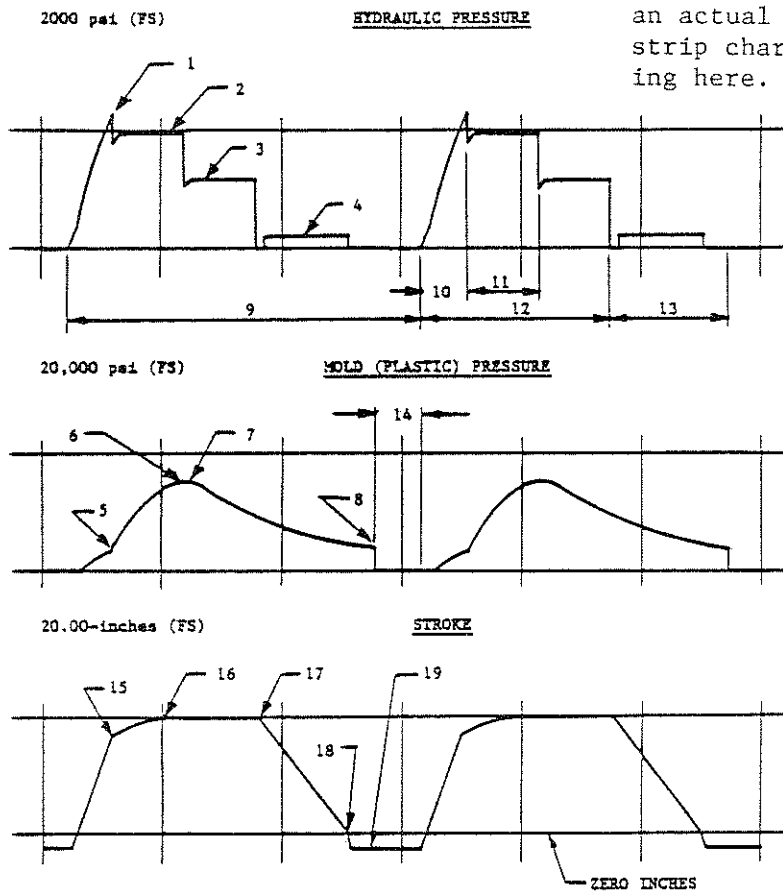 2000 psi (FS)
HYDRAULIC PRESSURE
an actual
strip char
ing here.
1
2
3
4
10
11
9
12
13
20,000 psi (FS)
MOLD (PLASTIC) PRESSURE
14
6
7
5
8
20.00-inches (FS)
STROKE
15
16
17
19
18
ZERO INCHES